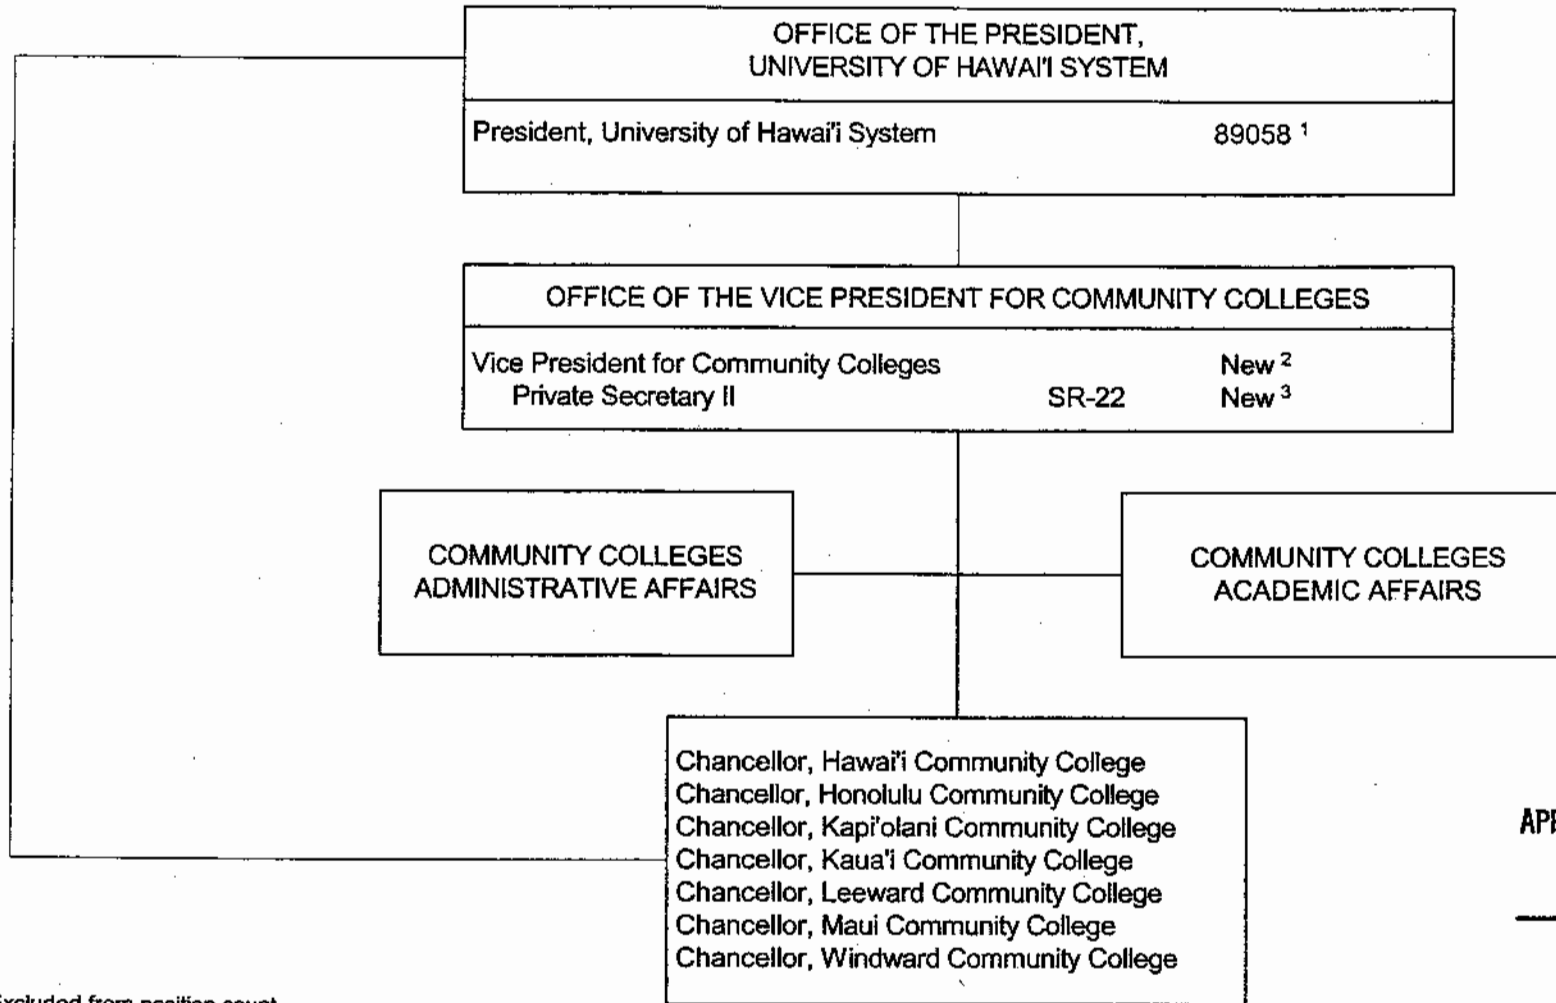 OFFICE OF THE PRESIDENT,
UNIVERSITY OF HAWAI'I SYSTEM
President, University of Hawai'i System 89058 ¹
OFFICE OF THE VICE PRESIDENT FOR COMMUNITY COLLEGES
Vice President for Community Colleges New ²
Private Secretary II SR-22 New ³
COMMUNITY COLLEGES
ADMINISTRATIVE AFFAIRS
COMMUNITY COLLEGES
ACADEMIC AFFAIRS
Chancellor, Hawai'i Community College
Chancellor, Honolulu Community College
Chancellor, Kapi'olani Community College
Chancellor, Kaua'i Community College
Chancellor, Leeward Community College
Chancellor, Maui Community College
Chancellor, Windward Community College